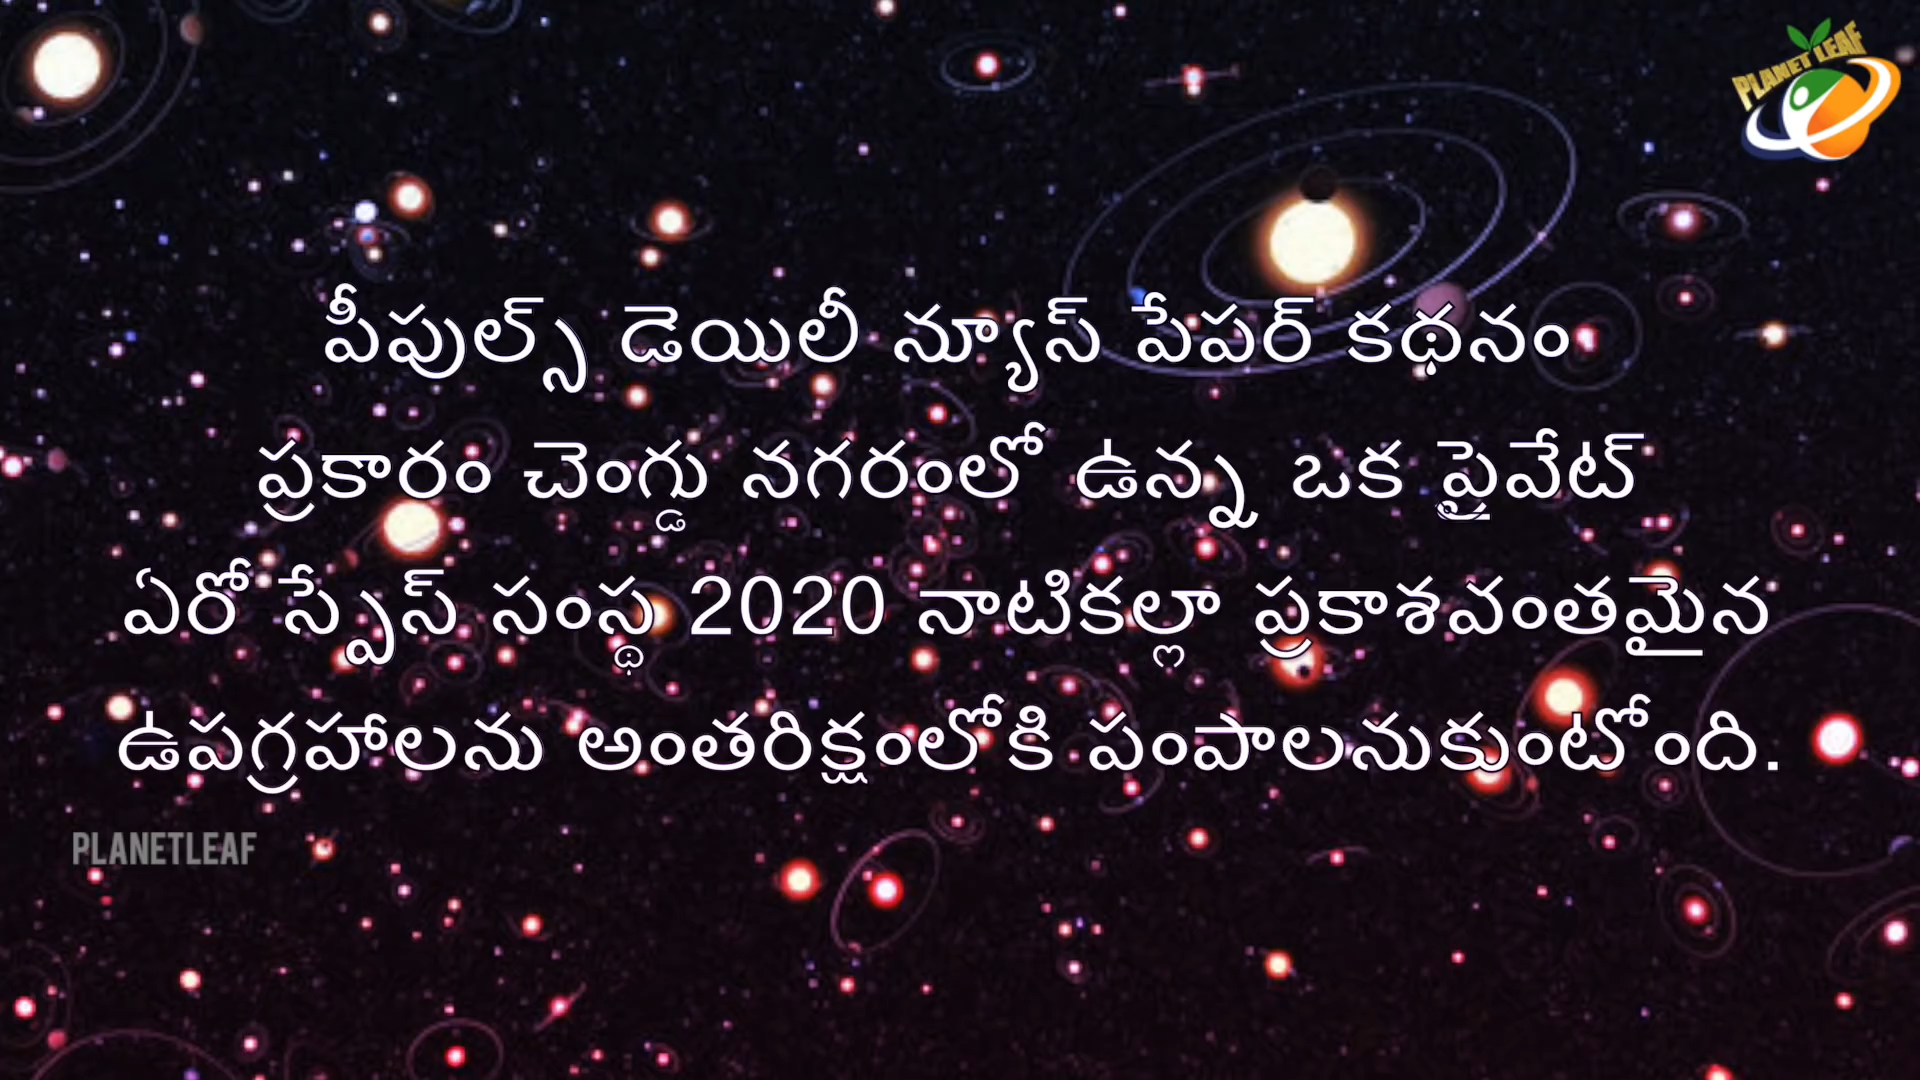 PLANET LEAF
పీపుల్స్ డెయిలీ న్యూస్ పేపర్ కథనం
ప్రకారం చెంగ్డు నగరంలో ఉన్న ఒక ప్రైవేట్
ఏరో స్పేస్ సంస్థ 2020 నాటికల్లా ప్రకాశవంతమైన
ఉపగ్రహాలను అంతరిక్షంలోకి పంపాలనుకుంటోంది.
PLANETLEAF